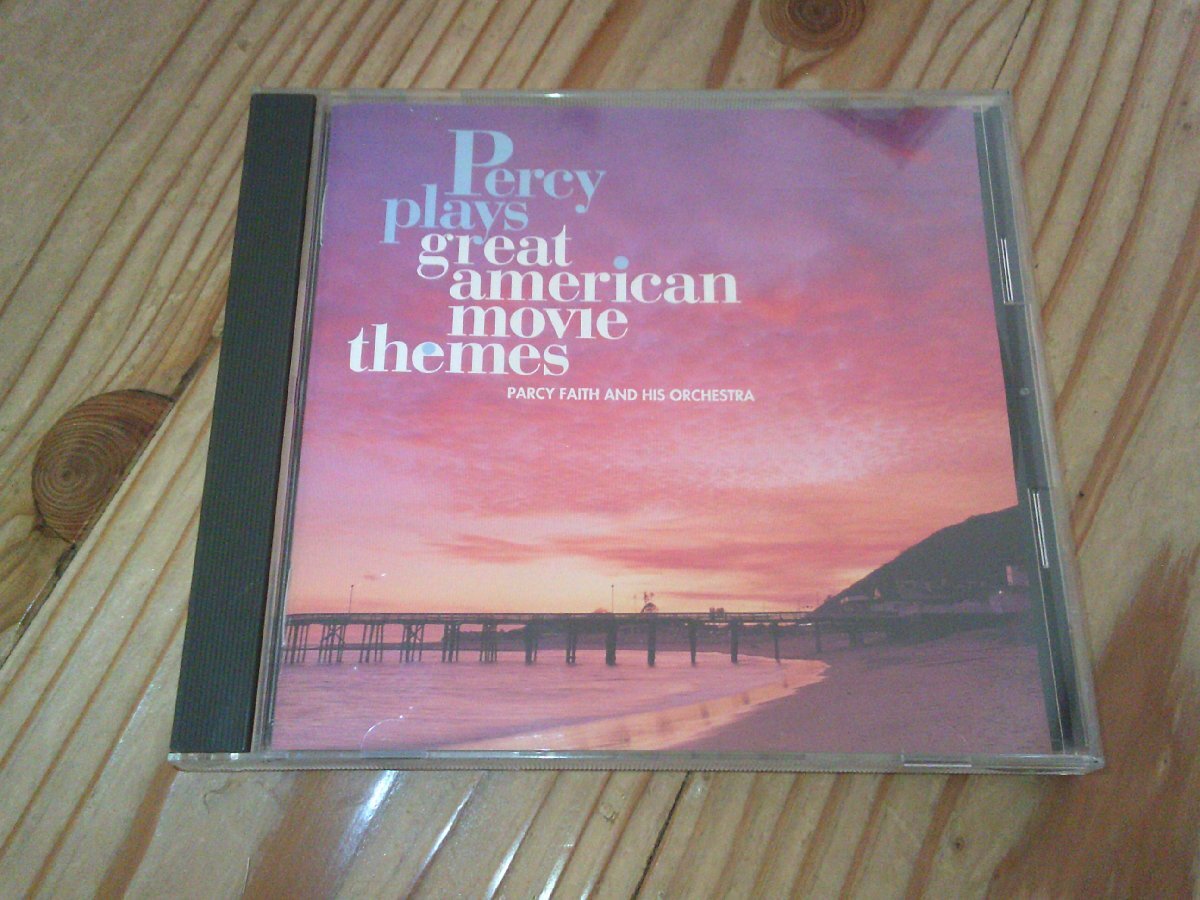 Percy
plays
great
american
movie
themes
PARCY FAITH AND HIS ORCHESTRA